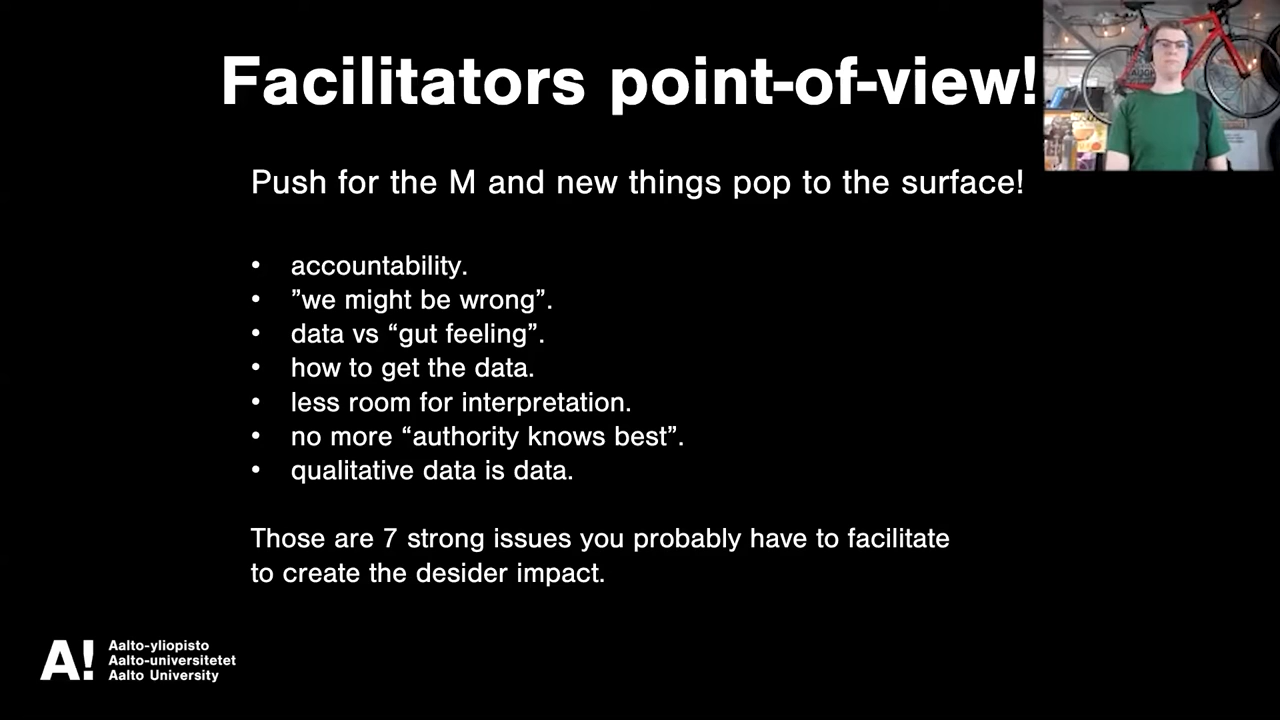 Facilitators point-of-view!
Push for the M and new things pop to the surface!
• accountability.
• ”we might be wrong”.
• data vs “gut feeling”.
• how to get the data.
• less room for interpretation.
• no more “authority knows best”.
• qualitative data is data.
Those are 7 strong issues you probably have to facilitate
to create the desider impact.
A!
Aalto-yliopisto
Aalto-universitetet
Aalto University